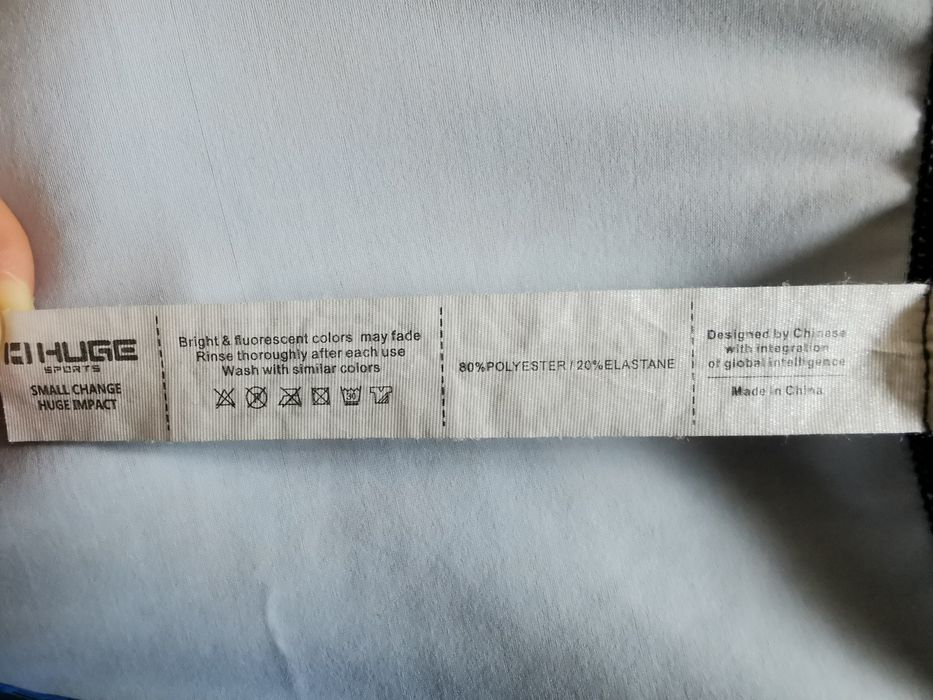 HUGE
SPORTS
SMALL CHANGE
HUGE IMPACT
Bright & fluorescent colors may fade
Rinse thoroughly after each use
Wash with similar colors
P
30
80%POLYESTER / 20%ELASTANE
Designed by Chinese
with integration
of global intelligence
Made in China